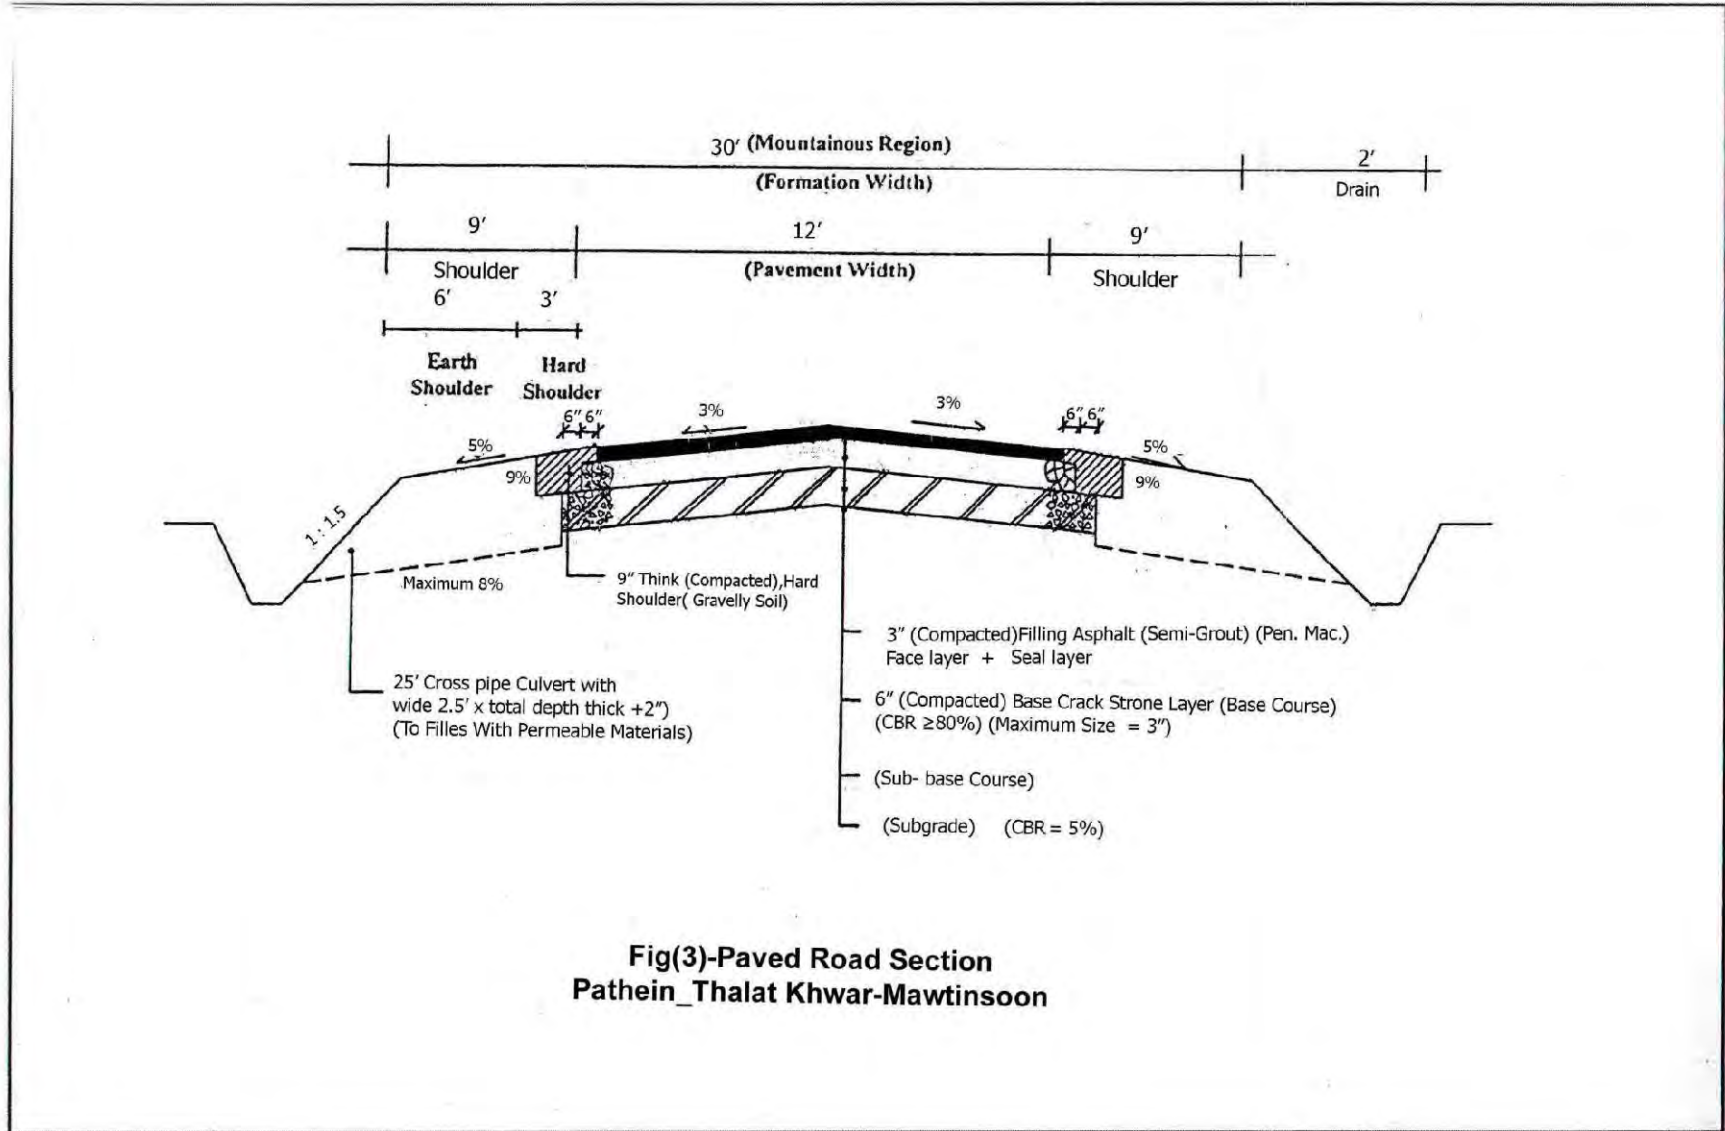 30′ (Mountainous Region)
(Formation Width)
2′
Drain
9′
12′
9′
Shoulder
(Pavement Width)
Shoulder
6′
3′
Earth
Shoulder
Hard
Shoulder
6″ 6″
3%
3%
6″ 6″
5%
5%
9%
9%
1 : 1.5
Maximum 8%
9″ Think (Compacted),Hard
Shoulder( Gravelly Soil)
3″ (Compacted)Filling Asphalt (Semi-Grout) (Pen. Mac.)
Face layer + Seal layer
25′ Cross pipe Culvert with
wide 2.5′ x total depth thick +2″)
(To Filles With Permeable Materials)
6″ (Compacted) Base Crack Strone Layer (Base Course)
(CBR ≥80%) (Maximum Size = 3″)
(Sub- base Course)
(Subgrade) (CBR = 5%)
Fig(3)-Paved Road Section
Pathein_Thalat Khwar-Mawtinsoon